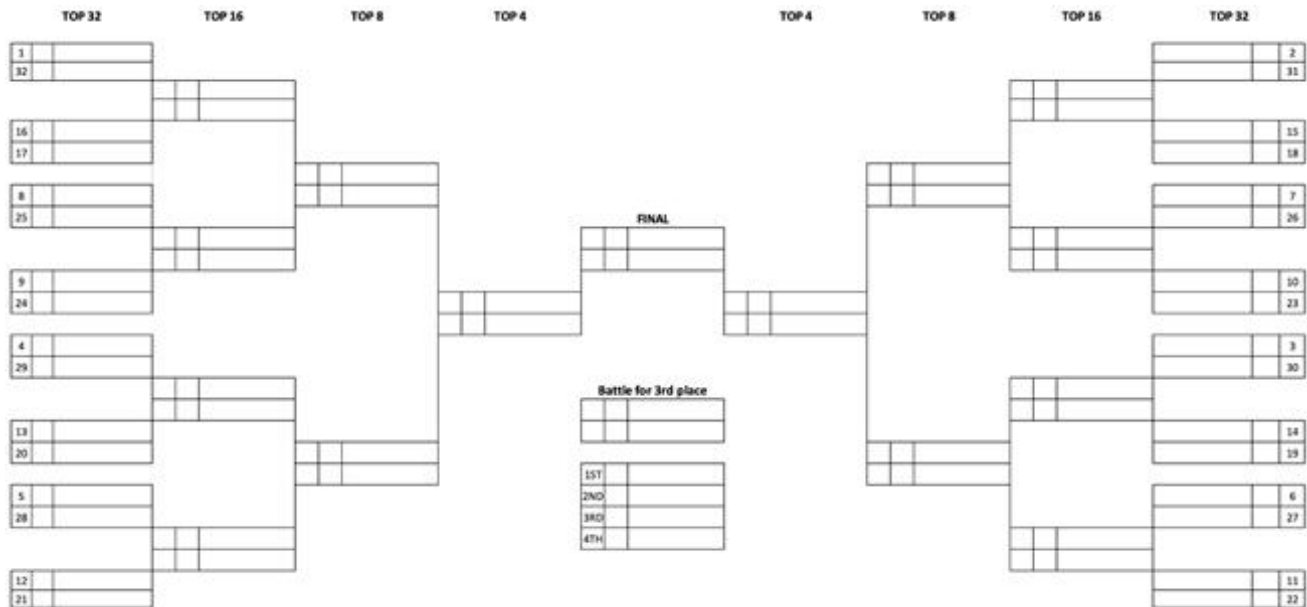 TOP 32 TOP 16 TOP 8 TOP 4 TOP 4 TOP 8 TOP 16 TOP 32
1 2
32 31
16 15
17 18
8 7
25 26
FINAL
9 10
24 23
4 3
29 30
Battle for 3rd place
13 14
20 19
1ST
5 6
2ND
28 27
3RD
4TH
12 11
21 22